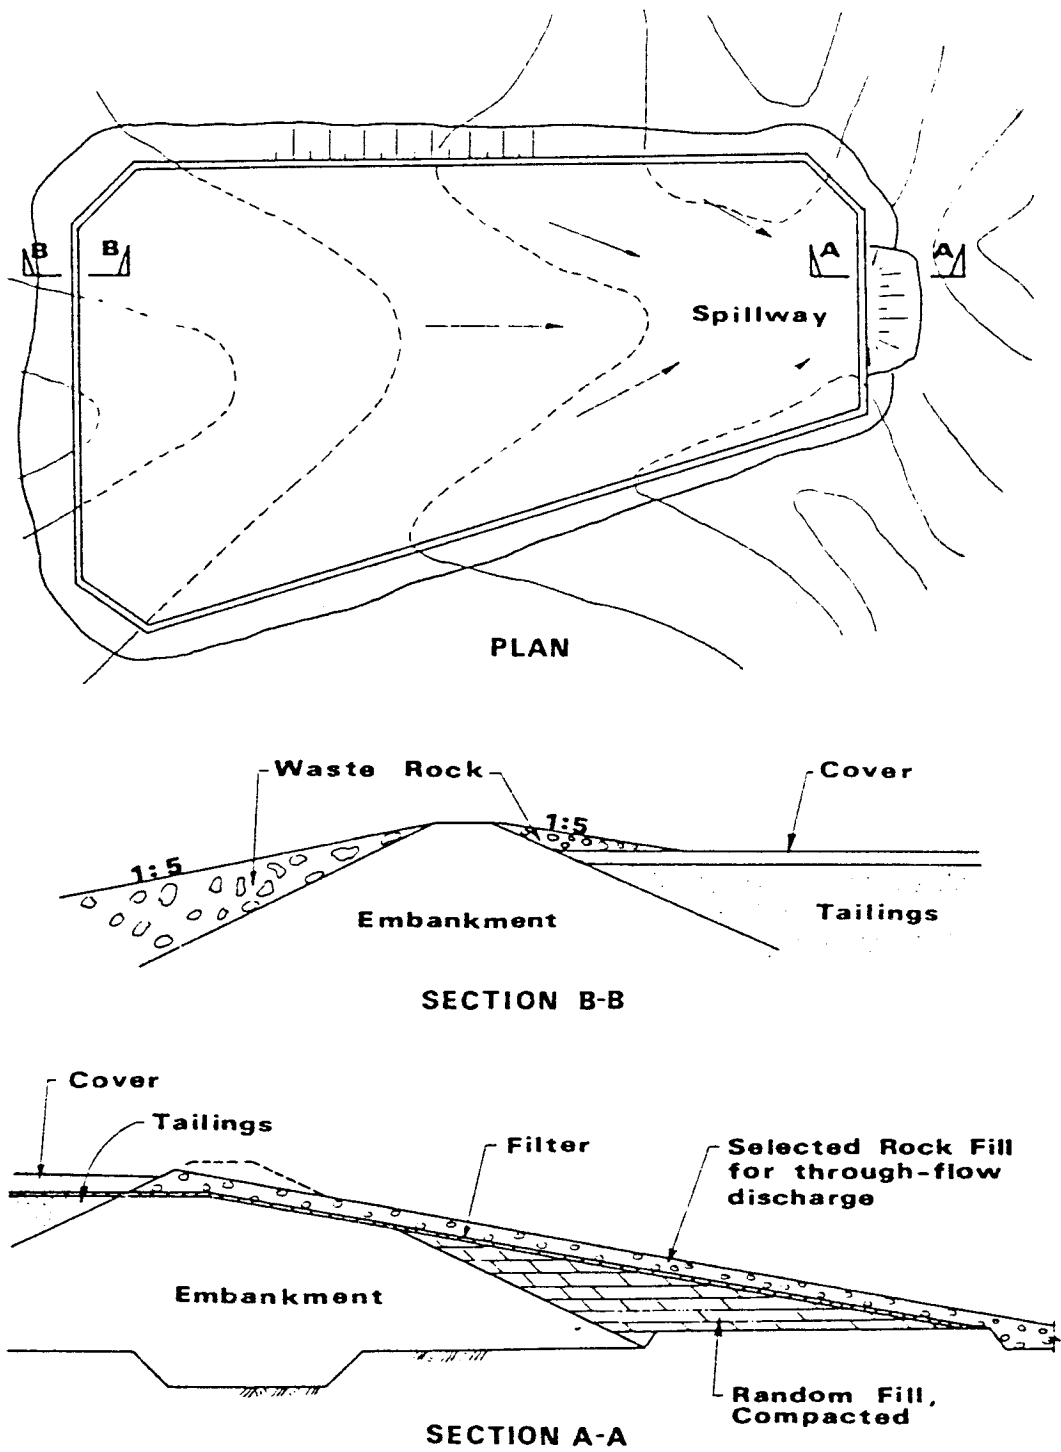 B B A A
Spillway
PLAN
Waste Rock
Cover
1:5
1:5
Embankment
Tailings
SECTION B-B
Cover
Tailings
Filter
Selected Rock Fill
for through-flow
discharge
Embankment
Random Fill,
Compacted
SECTION A-A